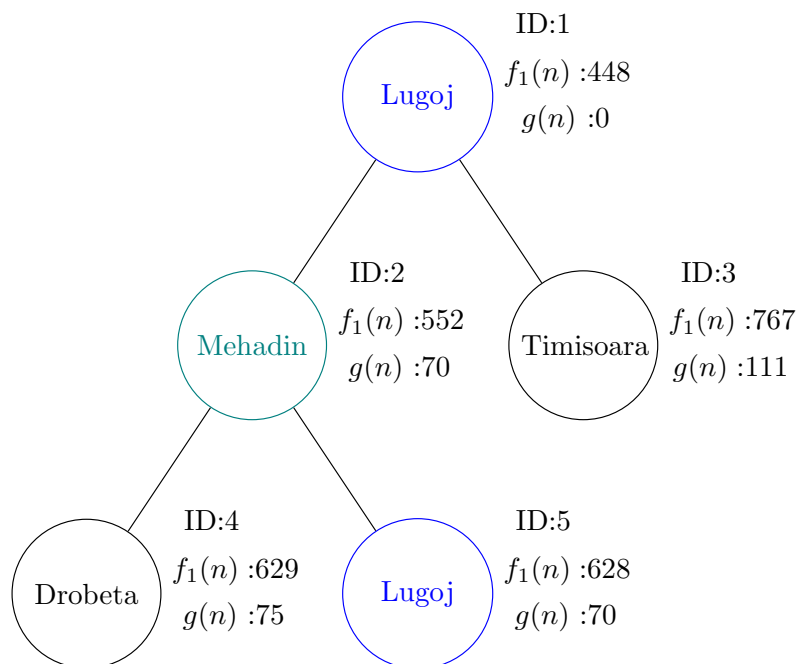 ID:1
Lugoj
f₁(n) :448
g(n) :0
ID:2
Mehadin
f₁(n) :552
g(n) :70
ID:3
Timisoara
f₁(n) :767
g(n) :111
ID:4
Drobeta
f₁(n) :629
g(n) :75
ID:5
Lugoj
f₁(n) :628
g(n) :70